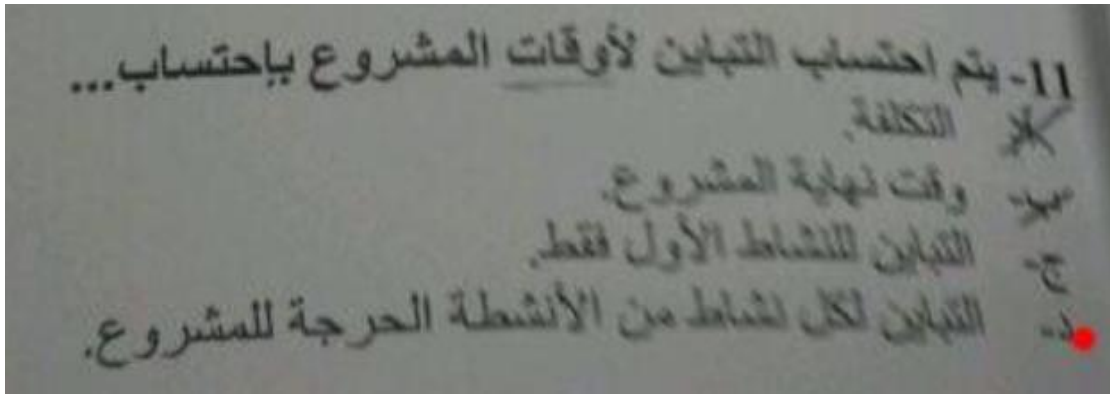 11- يتم احتساب التباين لأوقات المشروع بإحتساب...
أ- التكلفة.
ب- وقت نهاية المشروع.
ج- التباين للنشاط الأول فقط.
د- التباين لكل نشاط من الأنشطة الحرجة للمشروع.